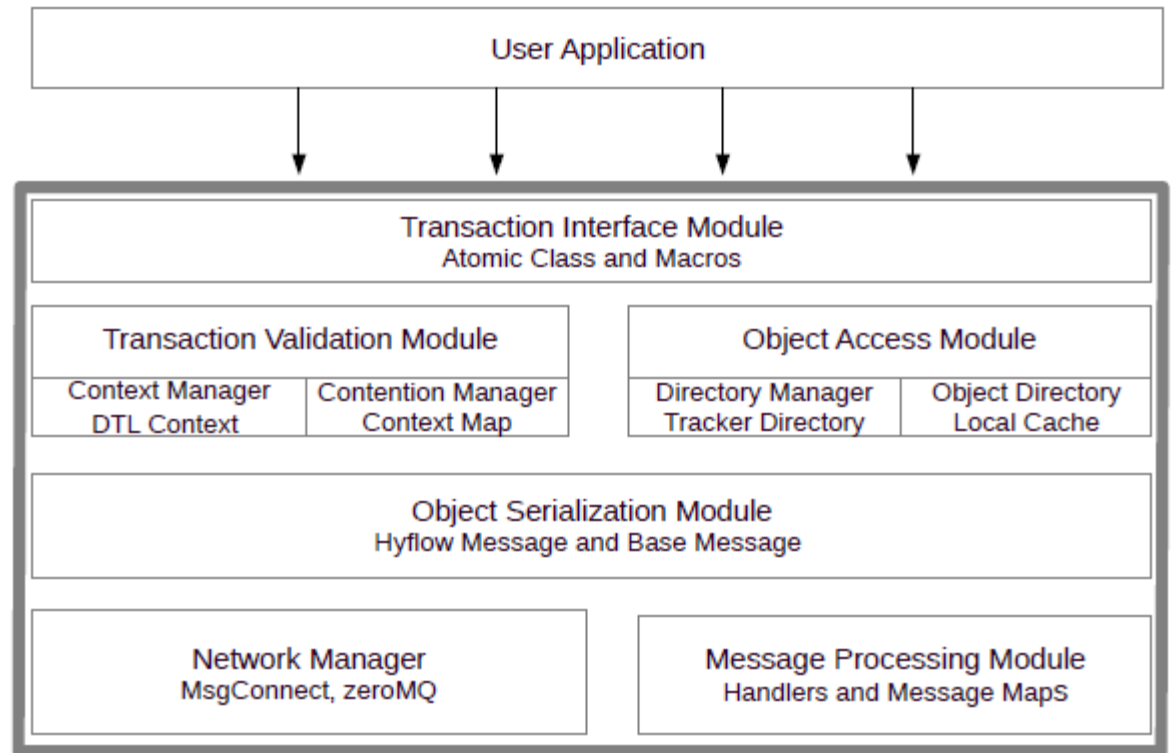 User Application
Transaction Interface Module
Atomic Class and Macros
Transaction Validation Module
Context Manager
DTL Context
Contention Manager
Context Map
Object Access Module
Directory Manager
Tracker Directory
Object Directory
Local Cache
Object Serialization Module
Hyflow Message and Base Message
Network Manager
MsgConnect, zeroMQ
Message Processing Module
Handlers and Message MapS